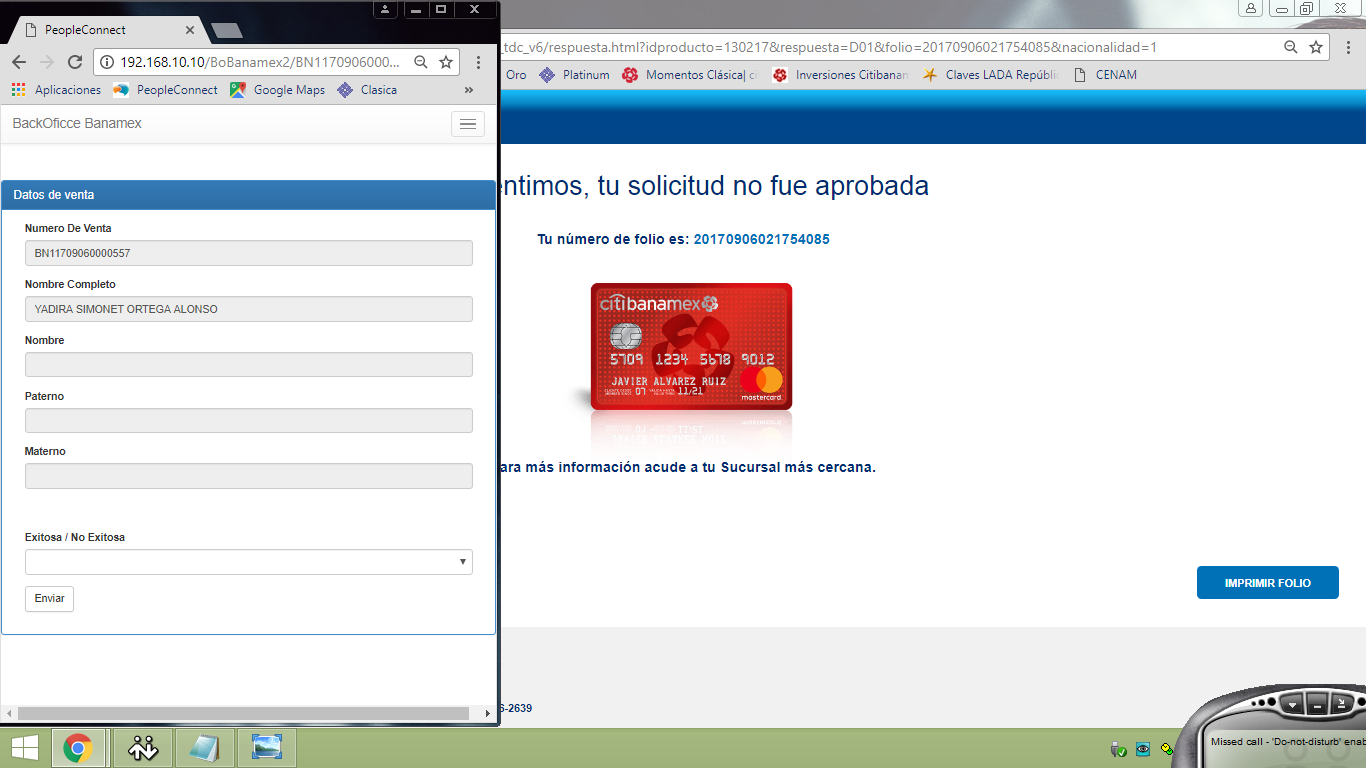 PeopleConnect
192.168.10.10/BoBanamex2/BN1170906000...
Aplicaciones
PeopleConnect
Google Maps
Clasica
»
BackOficce Banamex
Datos de venta
Numero De Venta
BN11709060000557
Nombre Completo
YADIRA SIMONET ORTEGA ALONSO
Nombre
Paterno
Materno
Exitosa / No Exitosa
Enviar
_tdc_v6/respuesta.html?idproducto=130217&respuesta=D01&folio=20170906021754085&nacionalidad=1
Oro
Platinum
Momentos Clásica| c
Inversiones Citibanan
Claves LADA Repúbli
CENAM
entimos, tu solicitud no fue aprobada
Tu número de folio es: 20170906021754085
citibanamex
5709 1234 5678 9012
JAVIER ALVAREZ RUIZ
07
11/21
mastercard.
ara más información acude a tu Sucursal más cercana.
IMPRIMIR FOLIO
6-2639
Missed call - 'Do-not-disturb' enab